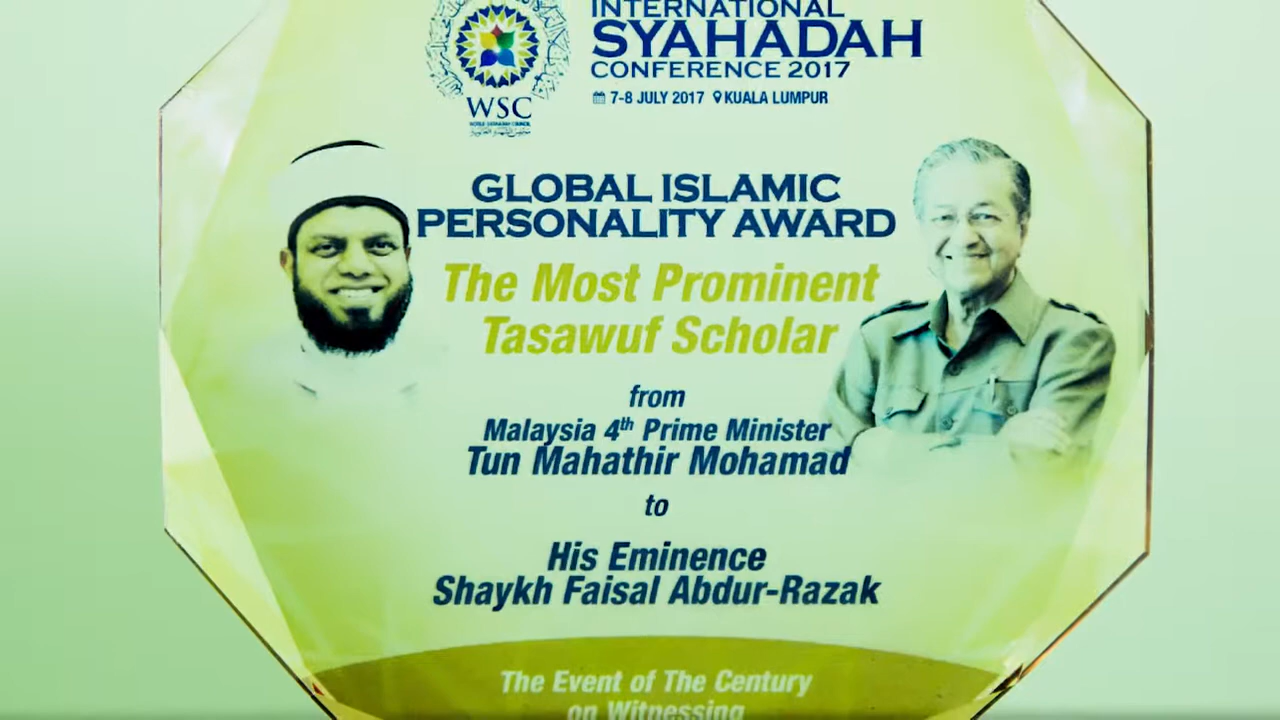 INTERNATIONAL
SYAHADAH
CONFERENCE 2017
7-8 JULY 2017 KUALA LUMPUR
WSC
GLOBAL ISLAMIC
PERSONALITY AWARD
The Most Prominent
Tasawuf Scholar
from
Malaysia 4th Prime Minister
Tun Mahathir Mohamad
to
His Eminence
Shaykh Faisal Abdur-Razak
The Event of The Century
on Witnessing